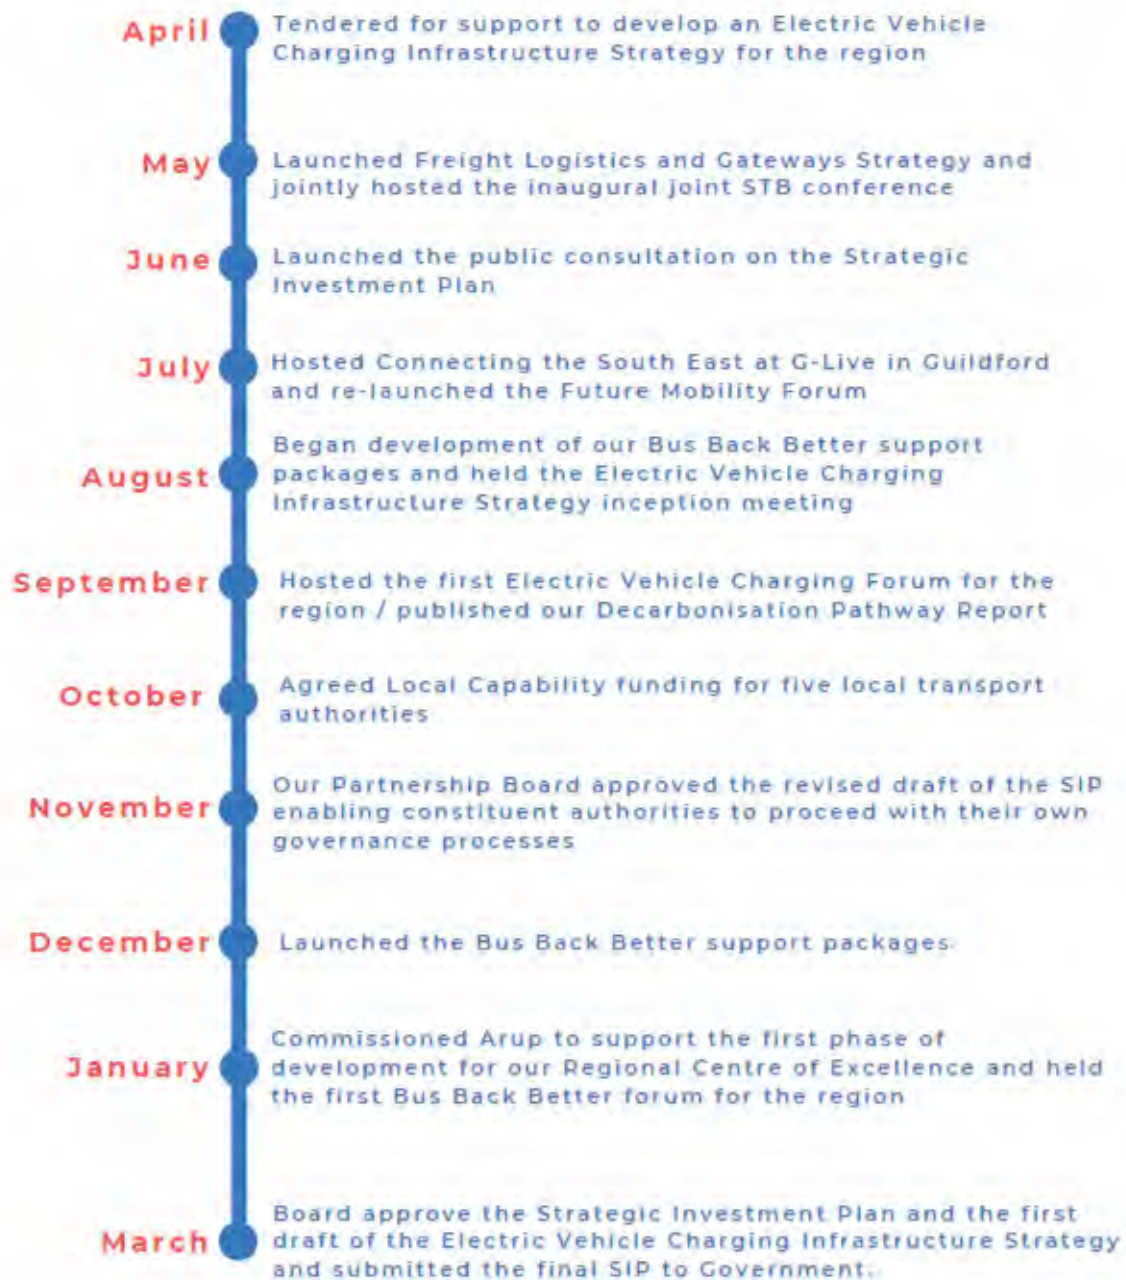 April
Tendered for support to develop an Electric Vehicle
Charging Infrastructure Strategy for the region
May
Launched Freight Logistics and Gateways Strategy and
jointly hosted the inaugural joint STB conference
June
Launched the public consultation on the Strategic
Investment Plan
July
Hosted Connecting the South East at G-Live in Guildford
and re-launched the Future Mobility Forum
August
Began development of our Bus Back Better support
packages and held the Electric Vehicle Charging
Infrastructure Strategy inception meeting
September
Hosted the first Electric Vehicle Charging Forum for the
region / published our Decarbonisation Pathway Report
October
Agreed Local Capability funding for five local transport
authorities
November
Our Partnership Board approved the revised draft of the SIP
enabling constituent authorities to proceed with their own
governance processes
December
Launched the Bus Back Better support packages.
January
Commissioned Arup to support the first phase of
development for our Regional Centre of Excellence and held
the first Bus Back Better forum for the region
March
Board approve the Strategic Investment Plan and the first
draft of the Electric Vehicle Charging Infrastructure Strategy
and submitted the final SIP to Government.